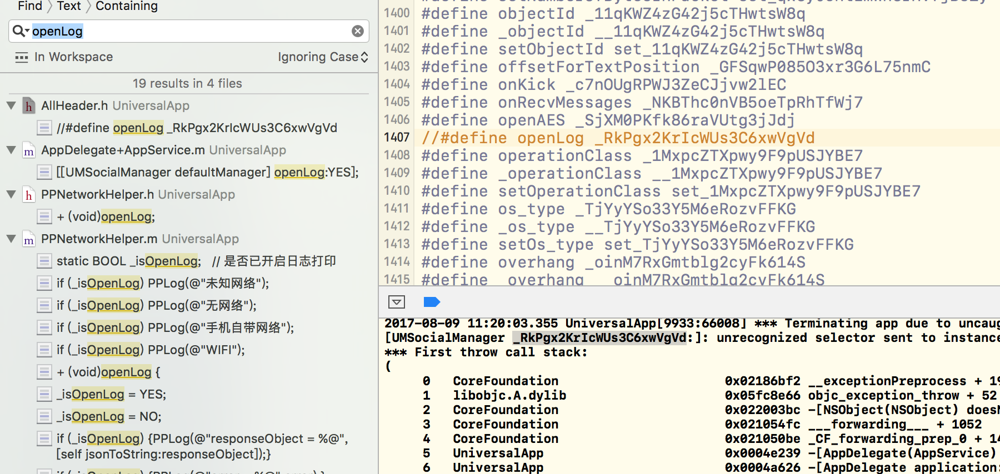 Find 〉 Text 〉 Containing
openLog
In Workspace
Ignoring Case
19 results in 4 files
AllHeader.h UniversalApp
//#define openLog _RkPgx2KrIcWUs3C6xwVgVd
AppDelegate+AppService.m UniversalApp
[[UMSocialManager defaultManager] openLog:YES];
PPNetworkHelper.h UniversalApp
+ (void)openLog;
PPNetworkHelper.m UniversalApp
static BOOL _isOpenLog;   // 是否已开启日志打印
if (_isOpenLog) PPLog(@"未知网络");
if (_isOpenLog) PPLog(@"无网络");
if (_isOpenLog) PPLog(@"手机自带网络");
if (_isOpenLog) PPLog(@"WIFI");
+ (void)openLog {
_isOpenLog = YES;
_isOpenLog = NO;
if (_isOpenLog) {PPLog(@"responseObject = %@",
[self jsonToString:responseObject]);}
1400 #define objectId _11qKWZ4zG42j5cTHwtsW8q
1401 #define _objectId __11qKWZ4zG42j5cTHwtsW8q
1402 #define setObjectId set_11qKWZ4zG42j5cTHwtsW8q
1403 #define offsetForTextPosition _GFSqwP085O3xr3G6L75nmC
1404 #define onKick _c7nOUgRPWJ3ZeCJjvw2lEC
1405 #define onRecvMessages _NKBThc0nVB5oeTpRhTfWj7
1406 #define openAES _SjXM0PKfk86raVUtg3jJdj
1407 //#define openLog _RkPgx2KrIcWUs3C6xwVgVd
1408 #define operationClass _1MxpcZTXpwy9F9pUSJYBE7
1409 #define _operationClass __1MxpcZTXpwy9F9pUSJYBE7
1410 #define setOperationClass set_1MxpcZTXpwy9F9pUSJYBE7
1411 #define os_type _TjYyYSo33Y5M6eRozvFFKG
1412 #define _os_type __TjYyYSo33Y5M6eRozvFFKG
1413 #define setOs_type set_TjYyYSo33Y5M6eRozvFFKG
1414 #define overhang _oinM7RxGmtblg2cyFk614S
1415 #define _overhang __oinM7RxGmtblg2cyFk614S
2017-08-09 11:20:03.355 UniversalApp[9933:66008] *** Terminating app due to uncaug
[UMSocialManager _RkPgx2KrIcWUs3C6xwVgVd:]: unrecognized selector sent to instance
*** First throw call stack:
(
0 CoreFoundation 0x02186bf2 __exceptionPreprocess + 19
1 libobjc.A.dylib 0x05fc8e66 objc_exception_throw + 52
2 CoreFoundation 0x022003bc -[NSObject(NSObject) does
3 CoreFoundation 0x021054fc ___forwarding___ + 1052
4 CoreFoundation 0x021050be _CF_forwarding_prep_0 + 14
5 UniversalApp 0x0004e239 -[AppDelegate(AppService)
6 UniversalApp 0x0004a626 -[AppDelegate application: